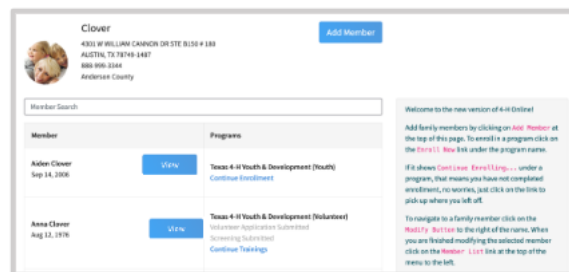 Clover
Add Member
4301 W WILLIAM CANNON DR STE B150 # 188
AUSTIN, TX 78749-1487
888-999-3344
Anderson County
Member Search
Member
Programs
Aiden Clover
Sep 14, 2006
View
Texas 4-H Youth & Development (Youth)
Continue Enrollment
Anna Clover
Aug 12, 1976
View
Texas 4-H Youth & Development (Volunteer)
Volunteer Application Submitted
Screening Submitted
Continue Trainings
Welcome to the new version of 4-H Online!
Add family members by clicking on Add Member at
the top of this page. To enroll in a program click on
the Enroll Now link under the program name.
If it shows Continue Enrolling... under a
program, that means you have not completed
enrollment, no worries, just click on the link to
pick up where you left off.
To navigate to a family member click on the
Modify Button to the right of the name. When
you are finished modifying the selected member
click on the Member List link at the top of the
menu to the left.